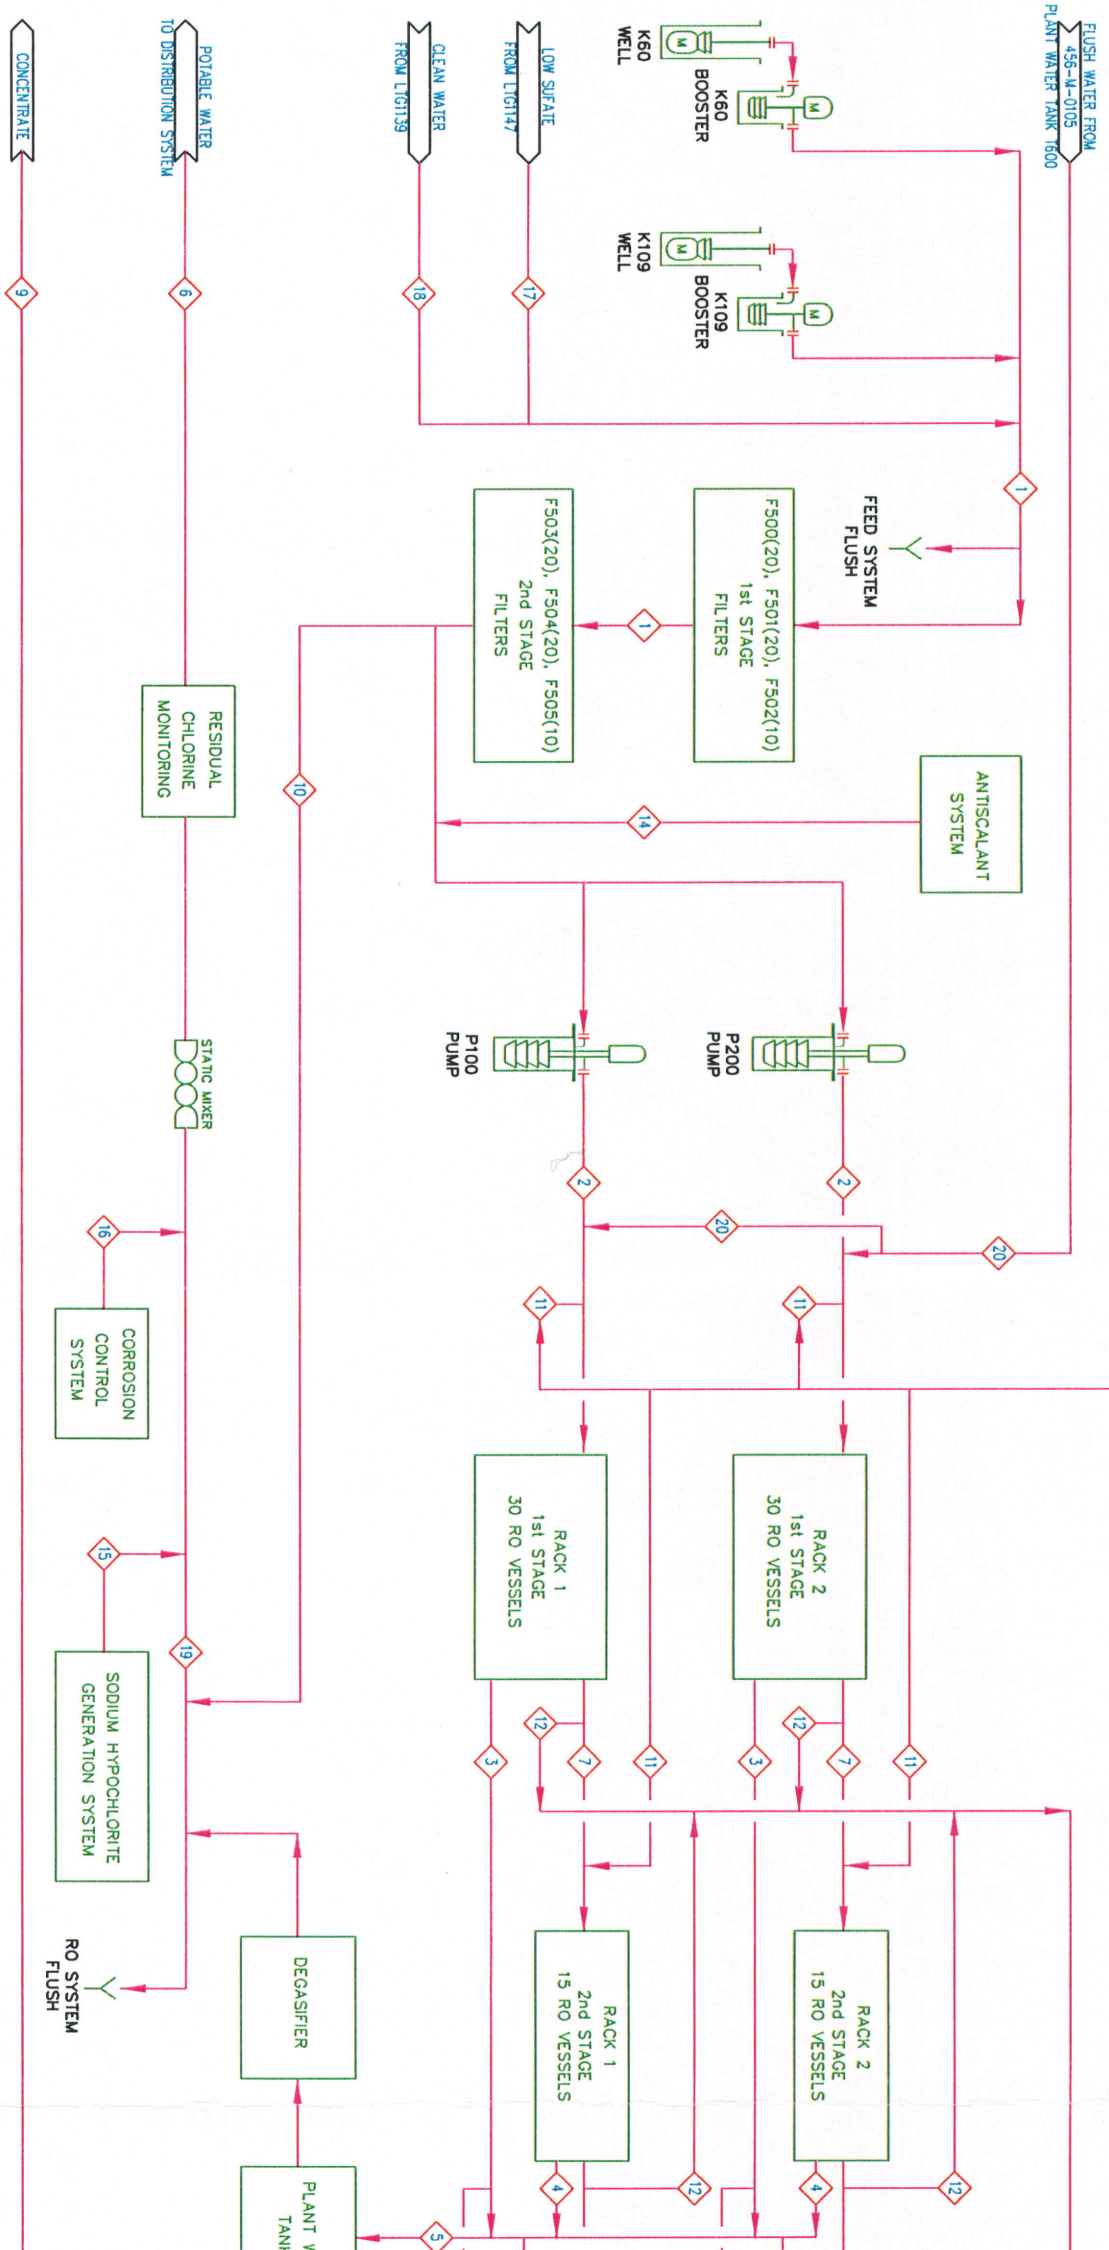 FLUSH WATER FROM
456-M-0105
PLANT WATER TANK T600
K60
WELL
K60
BOOSTER
K109
WELL
K109
BOOSTER
LOW SUFATE
FROM LTG1147
17
CLEAN WATER
FROM LTG1139
18
POTABLE WATER
TO DISTRIBUTION SYSTEM
6
CONCENTRATE
9
1
FEED SYSTEM
FLUSH
F500(20), F501(20), F502(10)
1st STAGE
FILTERS
1
F503(20), F504(20), F505(10)
2nd STAGE
FILTERS
ANTISCALANT
SYSTEM
14
10
RESIDUAL
CHLORINE
MONITORING
P200
PUMP
P100
PUMP
STATIC MIXER
2
2
20
20
11
11
16
CORROSION
CONTROL
SYSTEM
RACK 2
1st STAGE
30 RO VESSELS
RACK 1
1st STAGE
30 RO VESSELS
15
19
SODIUM HYPOCHLORITE
GENERATION SYSTEM
12
12
11
7
3
11
7
3
RACK 2
2nd STAGE
15 RO VESSELS
RACK 1
2nd STAGE
15 RO VESSELS
DEGASIFIER
RO SYSTEM
FLUSH
12
4
12
4
5
PLANT
M
M
M
M